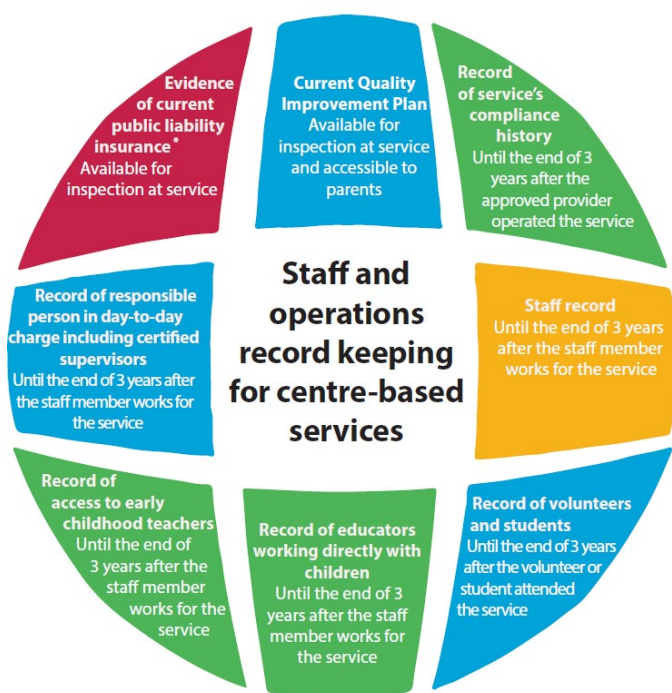 Evidence
of current
public liability
insurance*
Available for
inspection at service
Current Quality
Improvement Plan
Available for
inspection at service
and accessible to
parents
Record
of service's
compliance
history
Until the end of 3
years after the
approved provider
operated the service
Record of responsible
person in day-to-day
charge including certified
supervisors
Until the end of 3 years after
the staff member works for
the service
Staff and
operations
record keeping
for centre-based
services
Staff record
Until the end of 3 years
after the staff member
works for the service
Record of
access to early
childhood teachers
Until the end of
3 years after the
staff member
works for the
service
Record of educators
working directly with
children
Until the end of 3
years after the staff
member works for
the service
Record of volunteers
and students
Until the end of 3 years
after the volunteer or
student attended
the service